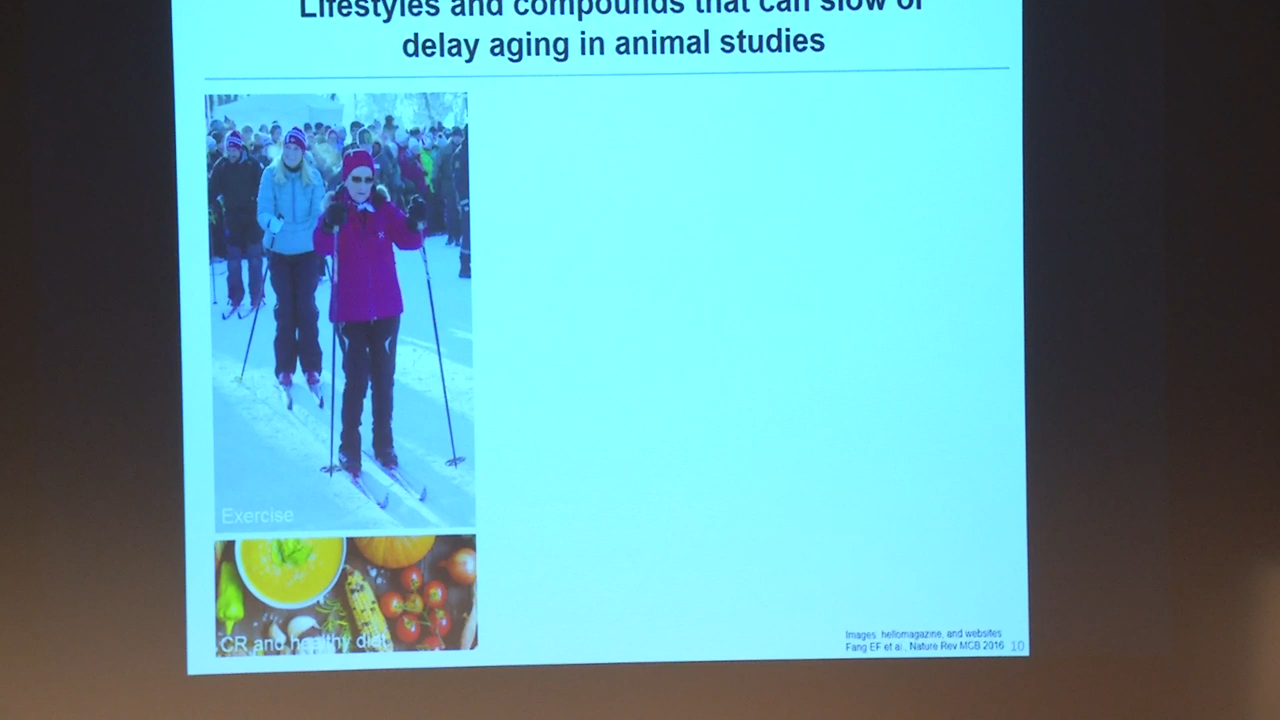 Lifestyles and compounds that can slow or
delay aging in animal studies
Exercise
CR and healthy diet
Images: hellomagazine, and websites
Fang EF et al., Nature Rev MCB 2016
10